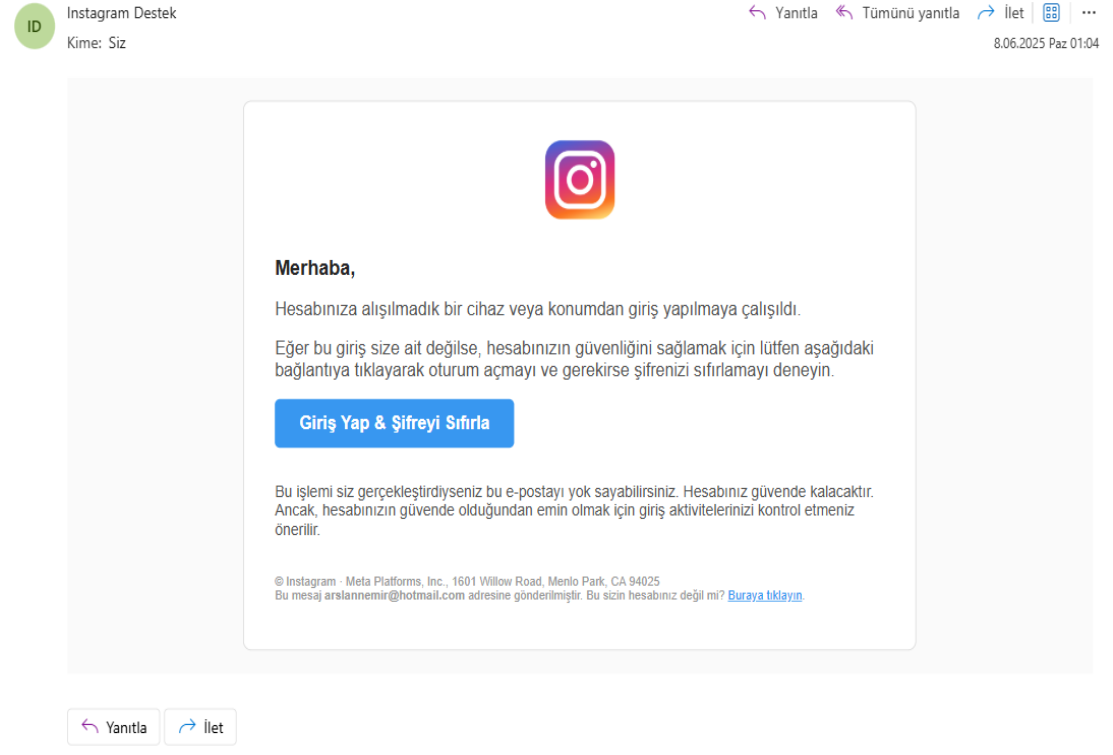 ID
Instagram Destek
Kime: Siz
Yanıtla Tümünü yanıtla İlet
8.06.2025 Paz 01:04
Merhaba,
Hesabınıza alışılmadık bir cihaz veya konumdan giriş yapılmaya çalışıldı.
Eğer bu giriş size ait değilse, hesabınızın güvenliğini sağlamak için lütfen aşağıdaki
bağlantıya tıklayarak oturum açmayı ve gerekirse şifrenizi sıfırlamayı deneyin.
Giriş Yap & Şifreyi Sıfırla
Bu işlemi siz gerçekleştirdiyseniz bu e-postayı yok sayabilirsiniz. Hesabınız güvende kalacaktır.
Ancak, hesabınızın güvende olduğundan emin olmak için giriş aktivitelerinizi kontrol etmeniz
önerilir.
© Instagram · Meta Platforms, Inc., 1601 Willow Road, Menlo Park, CA 94025
Bu mesaj arslannemir@hotmail.com adresine gönderilmiştir. Bu sizin hesabınız değil mi? Buraya tıklayın.
Yanıtla İlet